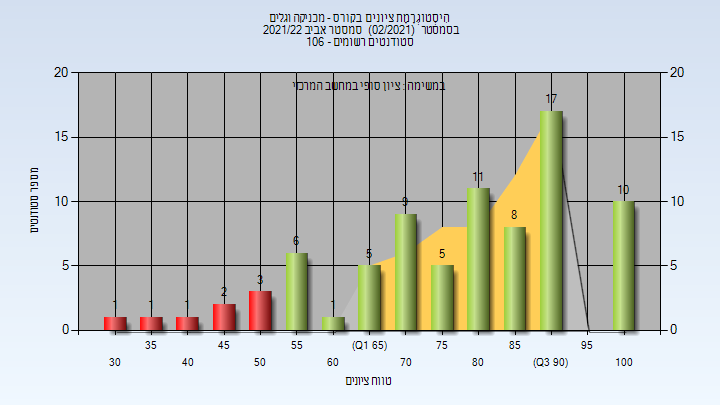 הִיסְטוֹגְרַמַּת ציונים בקורס - מכניקה וגלים
בסמסטר (02/2021) סמסטר אביב 2021/22
סטודנטים רשומים - 106
במשימה : ציון סופי במחשב המרכזי
20 20
15 15
10 10
5 5
0 0
1 1 1 2 3 6 1 5 9 5 11 8 17 10
מספר סטודנטים
35 45 55 (Q1 65) 75 85 95
30 40 50 60 70 80 (Q3 90) 100
טווח ציונים